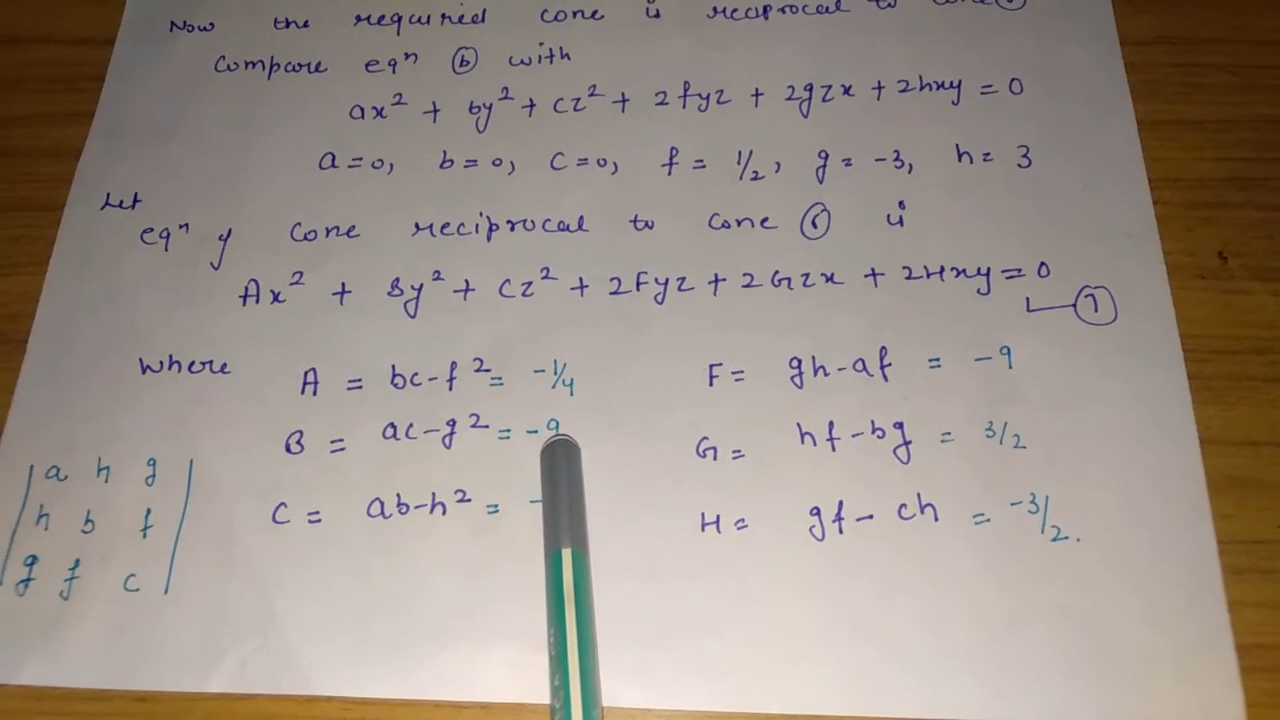 Now the required cone is reciprocal to cone
Compare eqⁿ ⑥ with
ax² + by² + cz² + 2fyz + 2gzx + 2hxy = 0
a=0, b=0, c=0, f = 1/2, g = -3, h = 3
Let
eqⁿ of cone reciprocal to cone ⑥ is
Ax² + By² + Cz² + 2Fyz + 2Gzx + 2Hxy = 0
⑦
Where
A = bc-f² = -1/4 F = gh-af = -9
B = ac-g² = -9 G = hf-bg = 3/2
C = ab-h² = - H = gf-ch = -3/2.
a h g
h b f
g f c